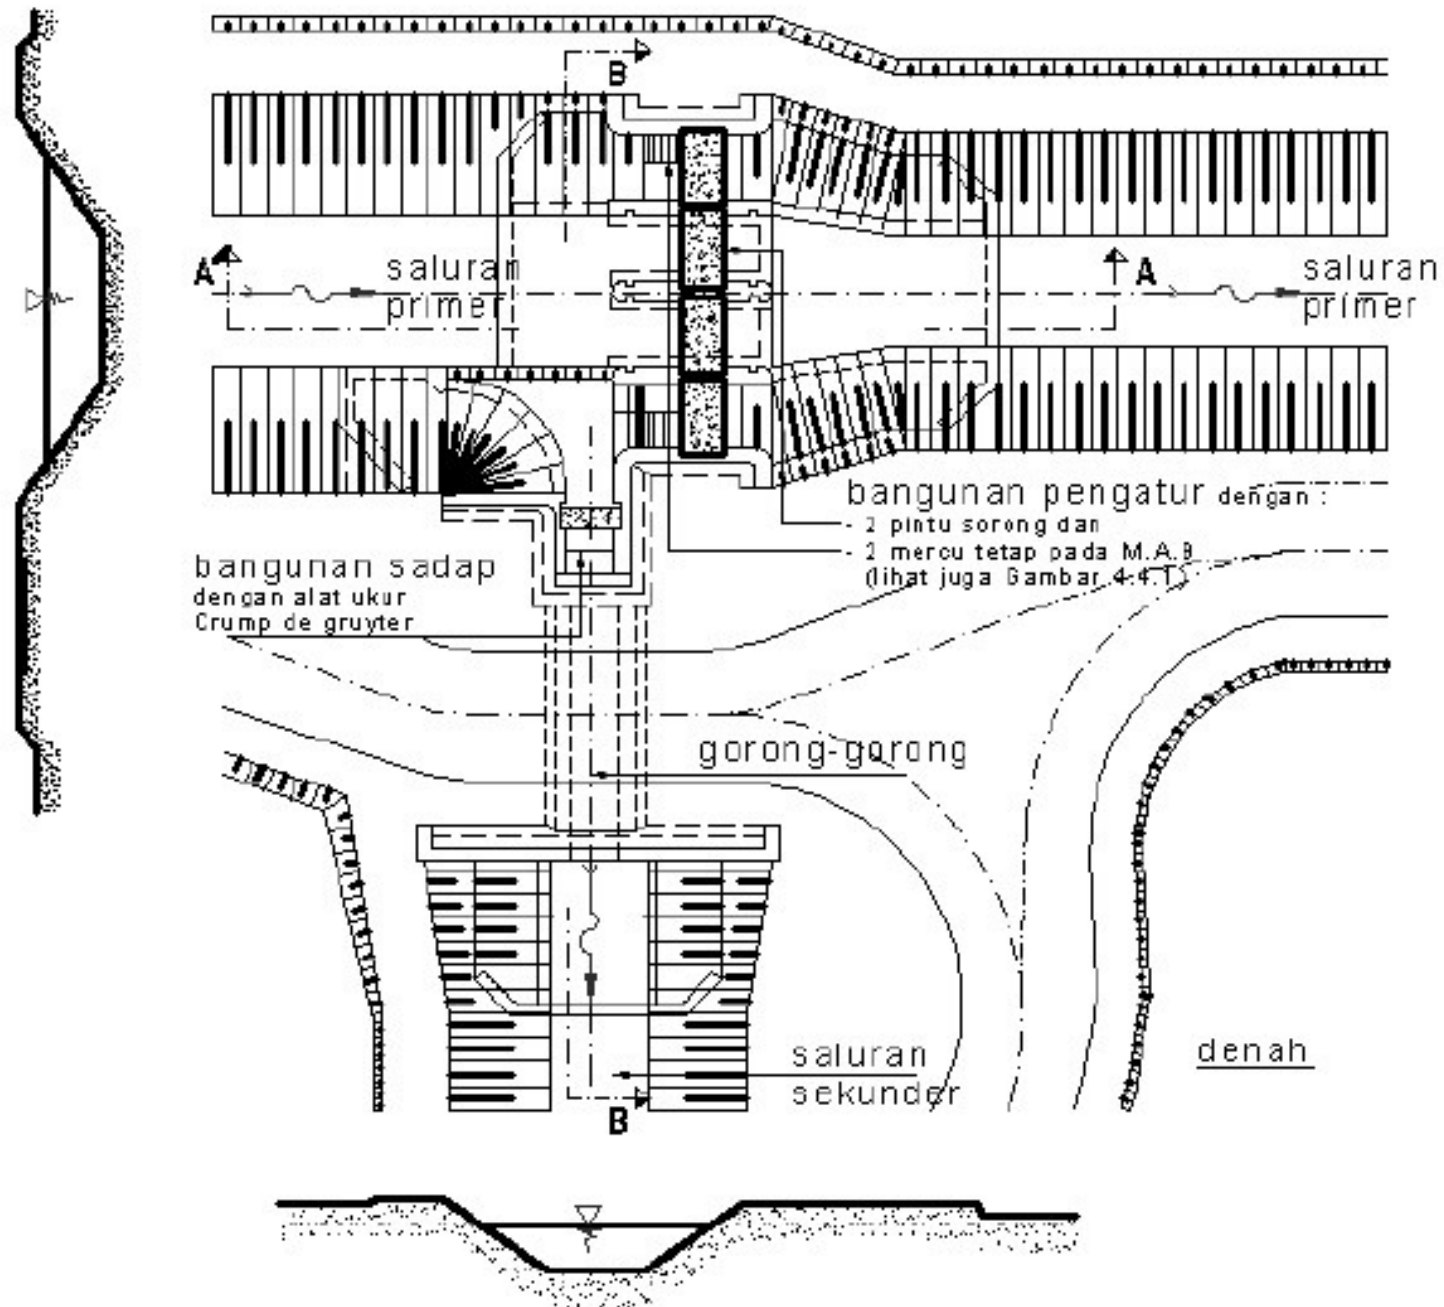 B
A
saluran
primer
A
saluran
primer
bangunan pengatur dengan :
- 2 pintu sorong dan
- 2 mercu tetap pada M.A.B
(lihat juga Gambar 4.4.1)
bangunan sadap
dengan alat ukur
Crump de gruyter
gorong-gorong
saluran
sekunder
B
denah